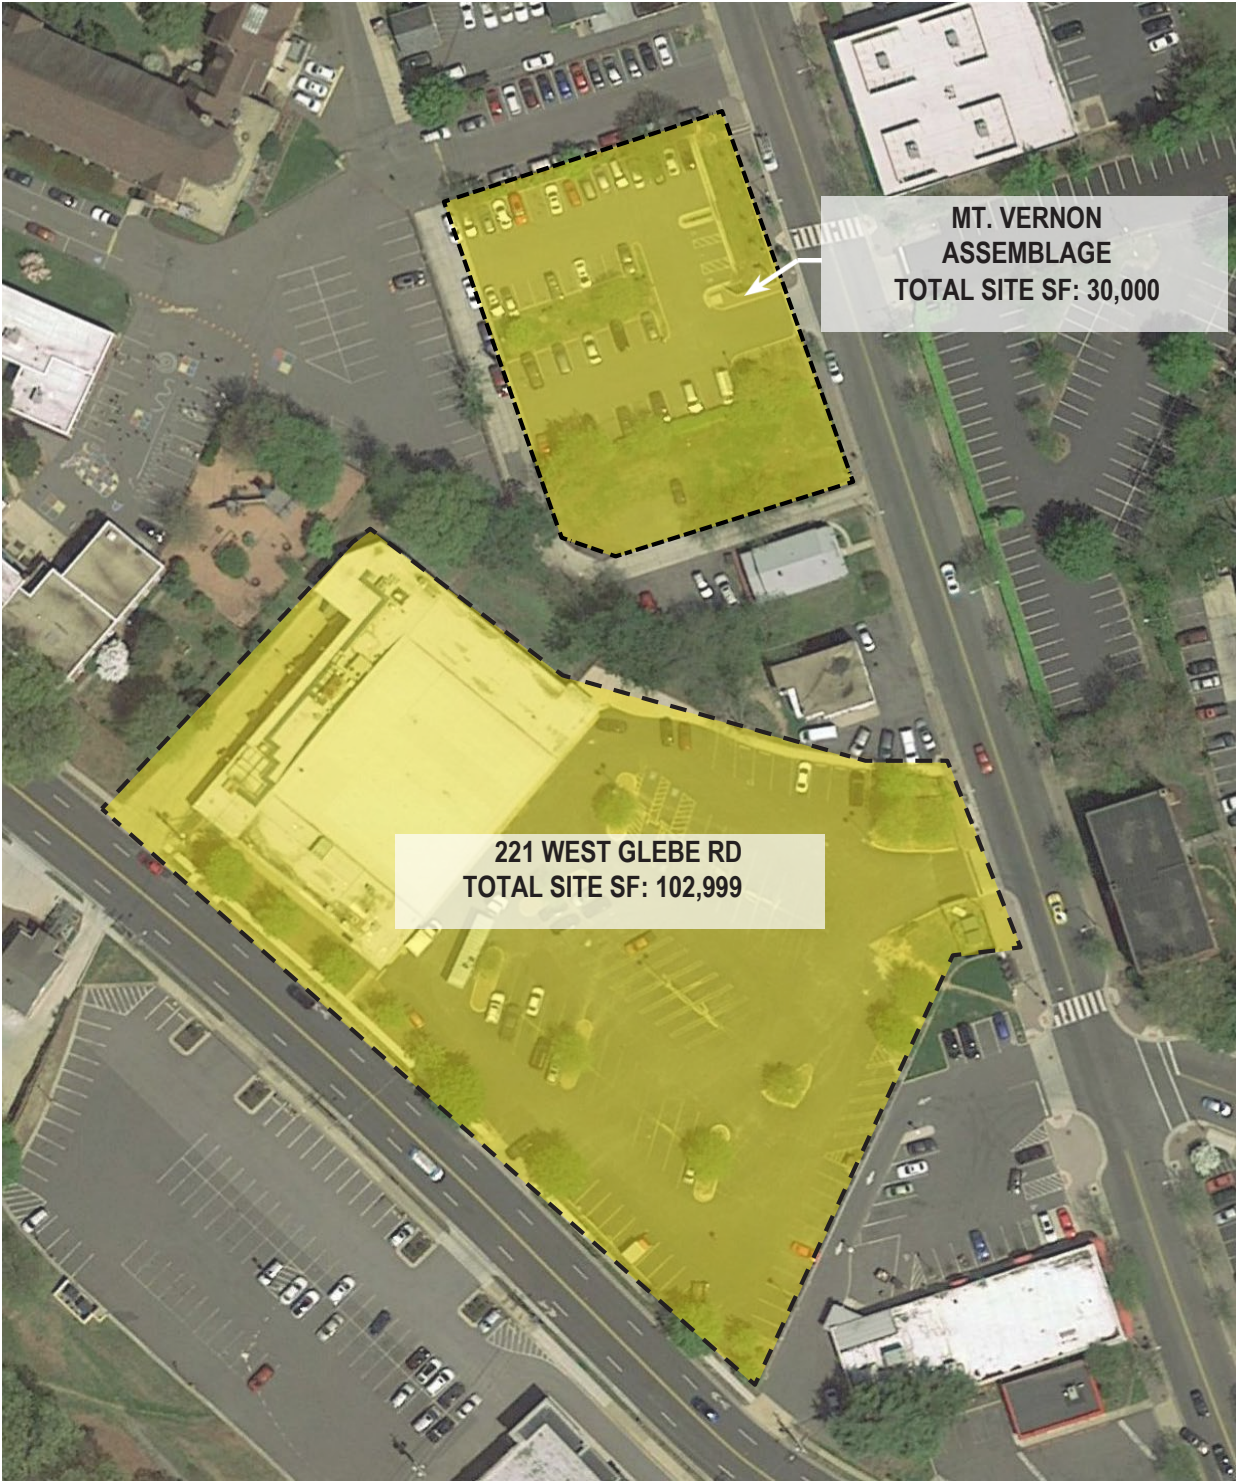 MT. VERNON
ASSEMBLAGE
TOTAL SITE SF: 30,000
221 WEST GLEBE RD
TOTAL SITE SF: 102,999